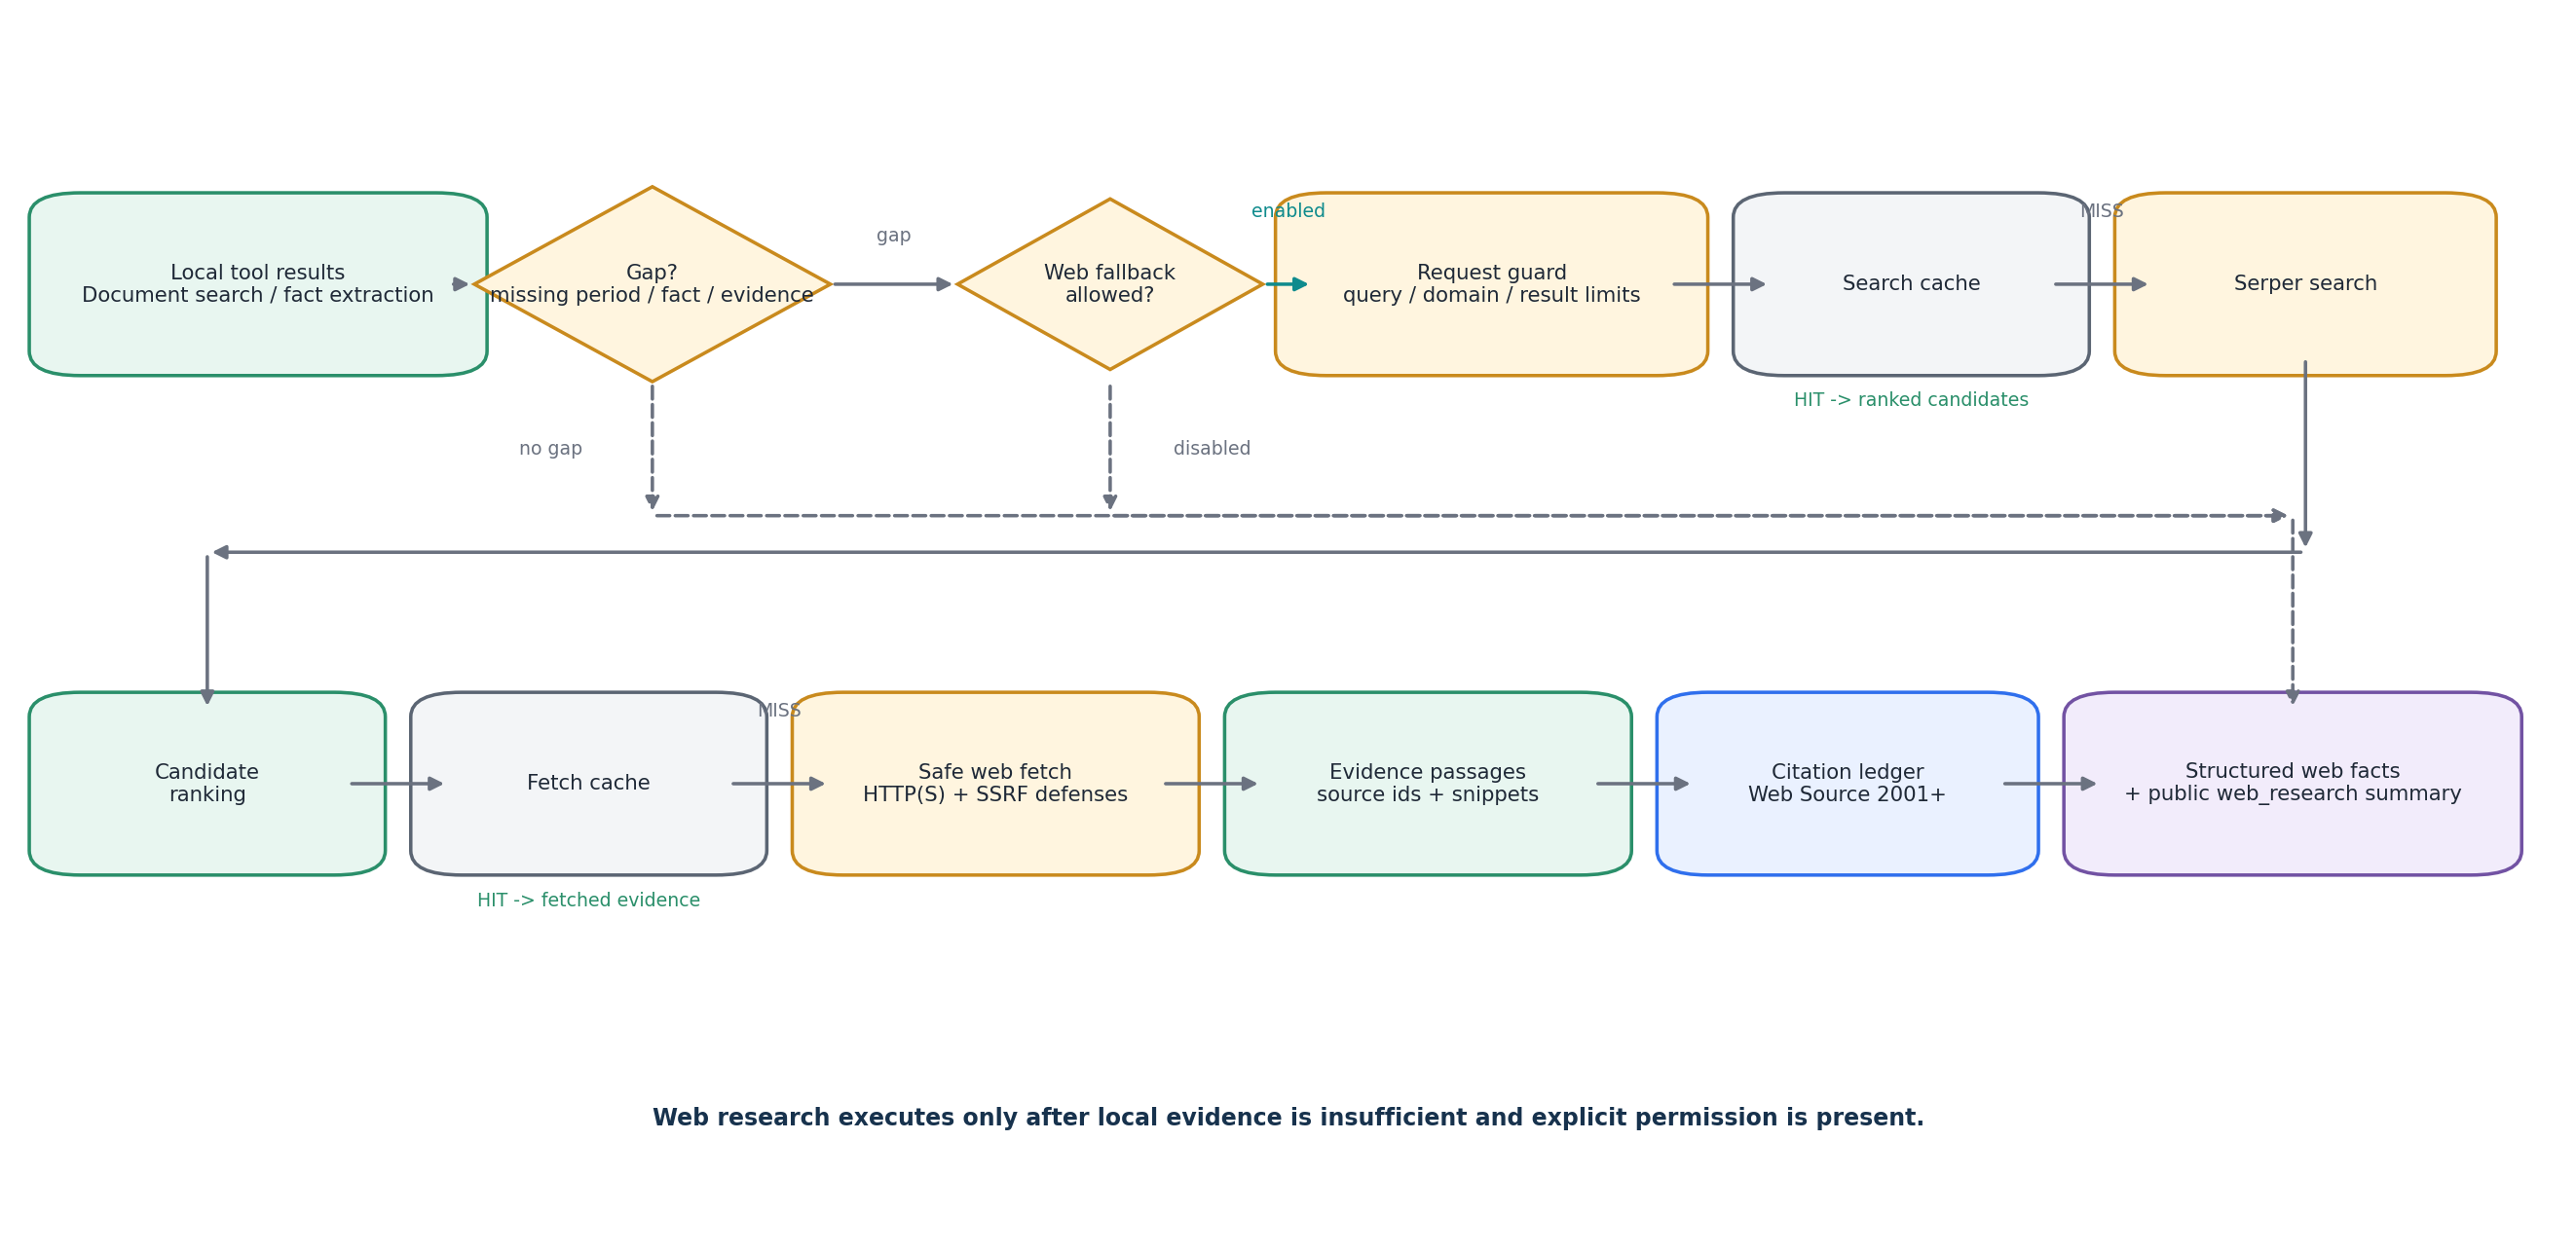 Local tool results
Document search / fact extraction
Gap?
missing period / fact / evidence
gap
Web fallback
allowed?
enabled
Request guard
query / domain / result limits
Search cache
MISS
Serper search
HIT -> ranked candidates
no gap
disabled
Candidate
ranking
Fetch cache
MISS
Safe web fetch
HTTP(S) + SSRF defenses
Evidence passages
source ids + snippets
Citation ledger
Web Source 2001+
Structured web facts
+ public web_research summary
HIT -> fetched evidence
Web research executes only after local evidence is insufficient and explicit permission is present.